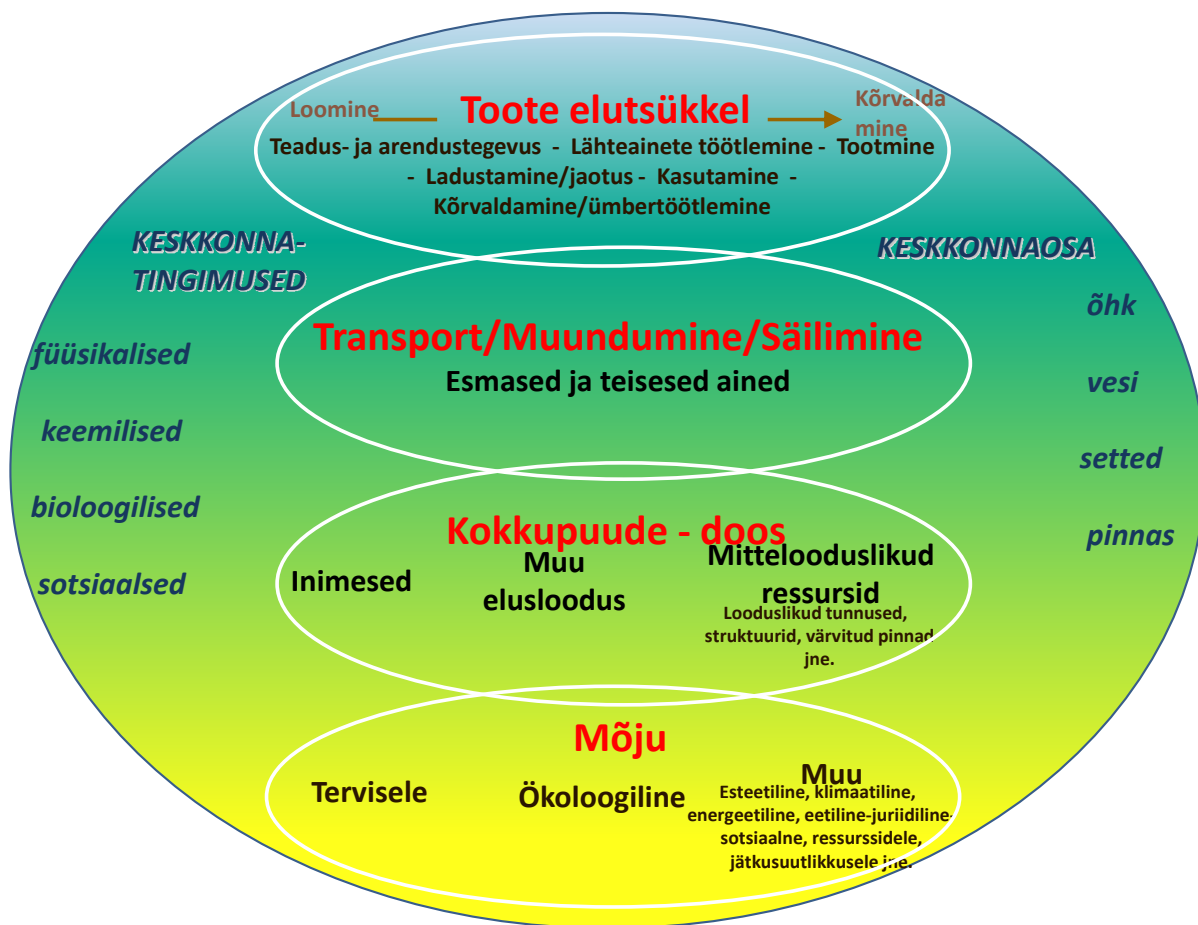 Loomine
Toote elutsükkel
Kõrvalda
mine
Teadus- ja arendustegevus - Lähteainete töötlemine - Tootmine
- Ladustamine/jaotus - Kasutamine -
Kõrvaldamine/ümbertöötlemine
KESKKONNA-
TINGIMUSED
füüsikalised
keemilised
bioloogilised
sotsiaalsed
KESKKONNAOSA
õhk
vesi
setted
pinnas
Transport/Muundumine/Säilimine
Esmased ja teisesed ained
Kokkupuude - doos
Inimesed
Muu
elusloodus
Mittelooduslikud
ressursid
Looduslikud tunnused,
struktuurid, värvitud pinnad
jne.
Mõju
Tervisele
Ökoloogiline
Muu
Esteetiline, klimaatiline,
energeetiline, eetiline-juriidiline-
sotsiaalne, ressurssidele,
jätkusuutlikkusele jne.